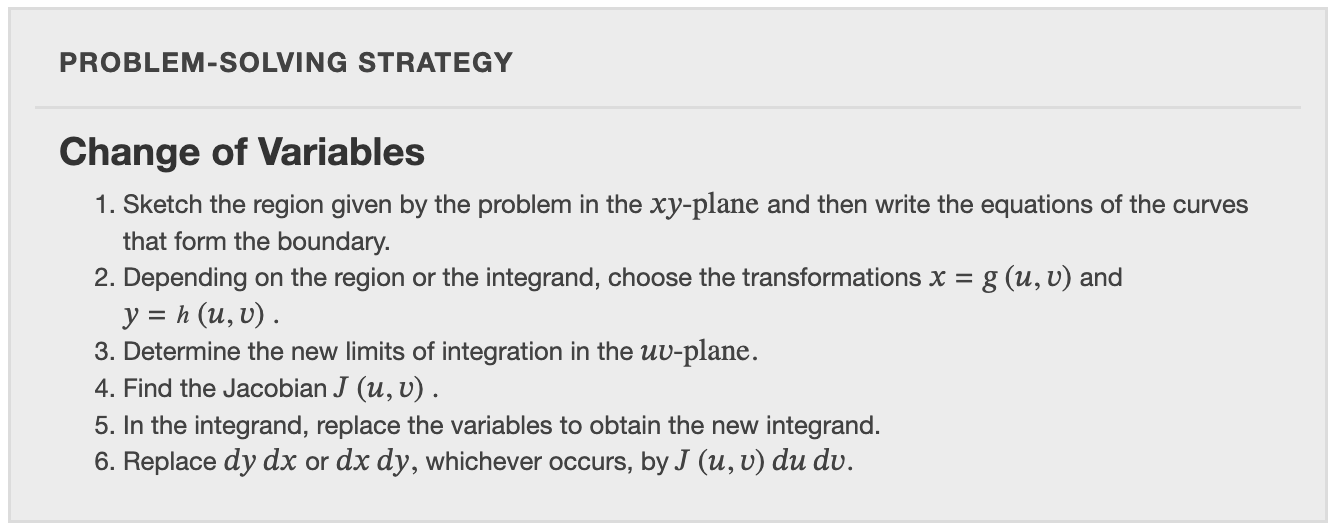 PROBLEM-SOLVING STRATEGY
Change of Variables
1. Sketch the region given by the problem in the xy-plane and then write the equations of the curves
that form the boundary.
2. Depending on the region or the integrand, choose the transformations x = g (u, v) and
y = h (u, v) .
3. Determine the new limits of integration in the uv-plane.
4. Find the Jacobian J (u, v) .
5. In the integrand, replace the variables to obtain the new integrand.
6. Replace dy dx or dx dy, whichever occurs, by J (u, v) du dv.